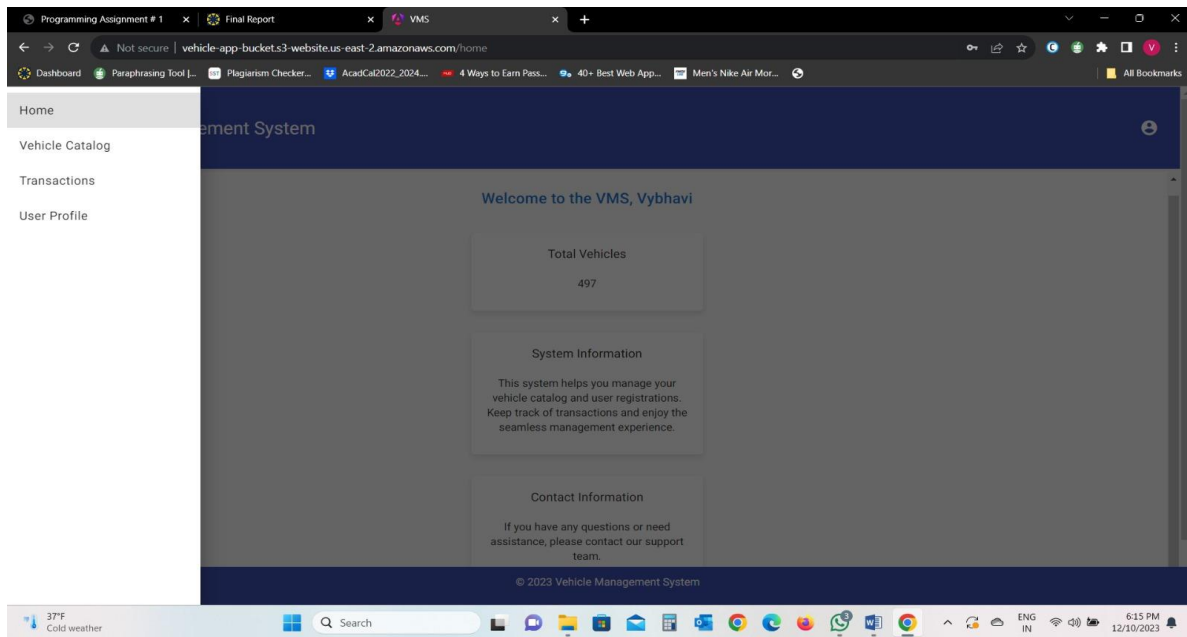 Programming Assignment # 1
Final Report
VMS
Not secure | vehicle-app-bucket.s3-website.us-east-2.amazonaws.com/home
Dashboard Paraphrasing Tool |... Plagiarism Checker... AcadCal2022_2024.... 4 Ways to Earn Pass... 40+ Best Web App... Men's Nike Air Mor... All Bookmarks
Home
Vehicle Catalog
Transactions
User Profile
ement System
Welcome to the VMS, Vybhavi
Total Vehicles
497
System Information
This system helps you manage your
vehicle catalog and user registrations.
Keep track of transactions and enjoy the
seamless management experience.
Contact Information
If you have any questions or need
assistance, please contact our support
team.
© 2023 Vehicle Management System
37°F
Cold weather
Search
ENG
IN
6:15 PM
12/10/2023